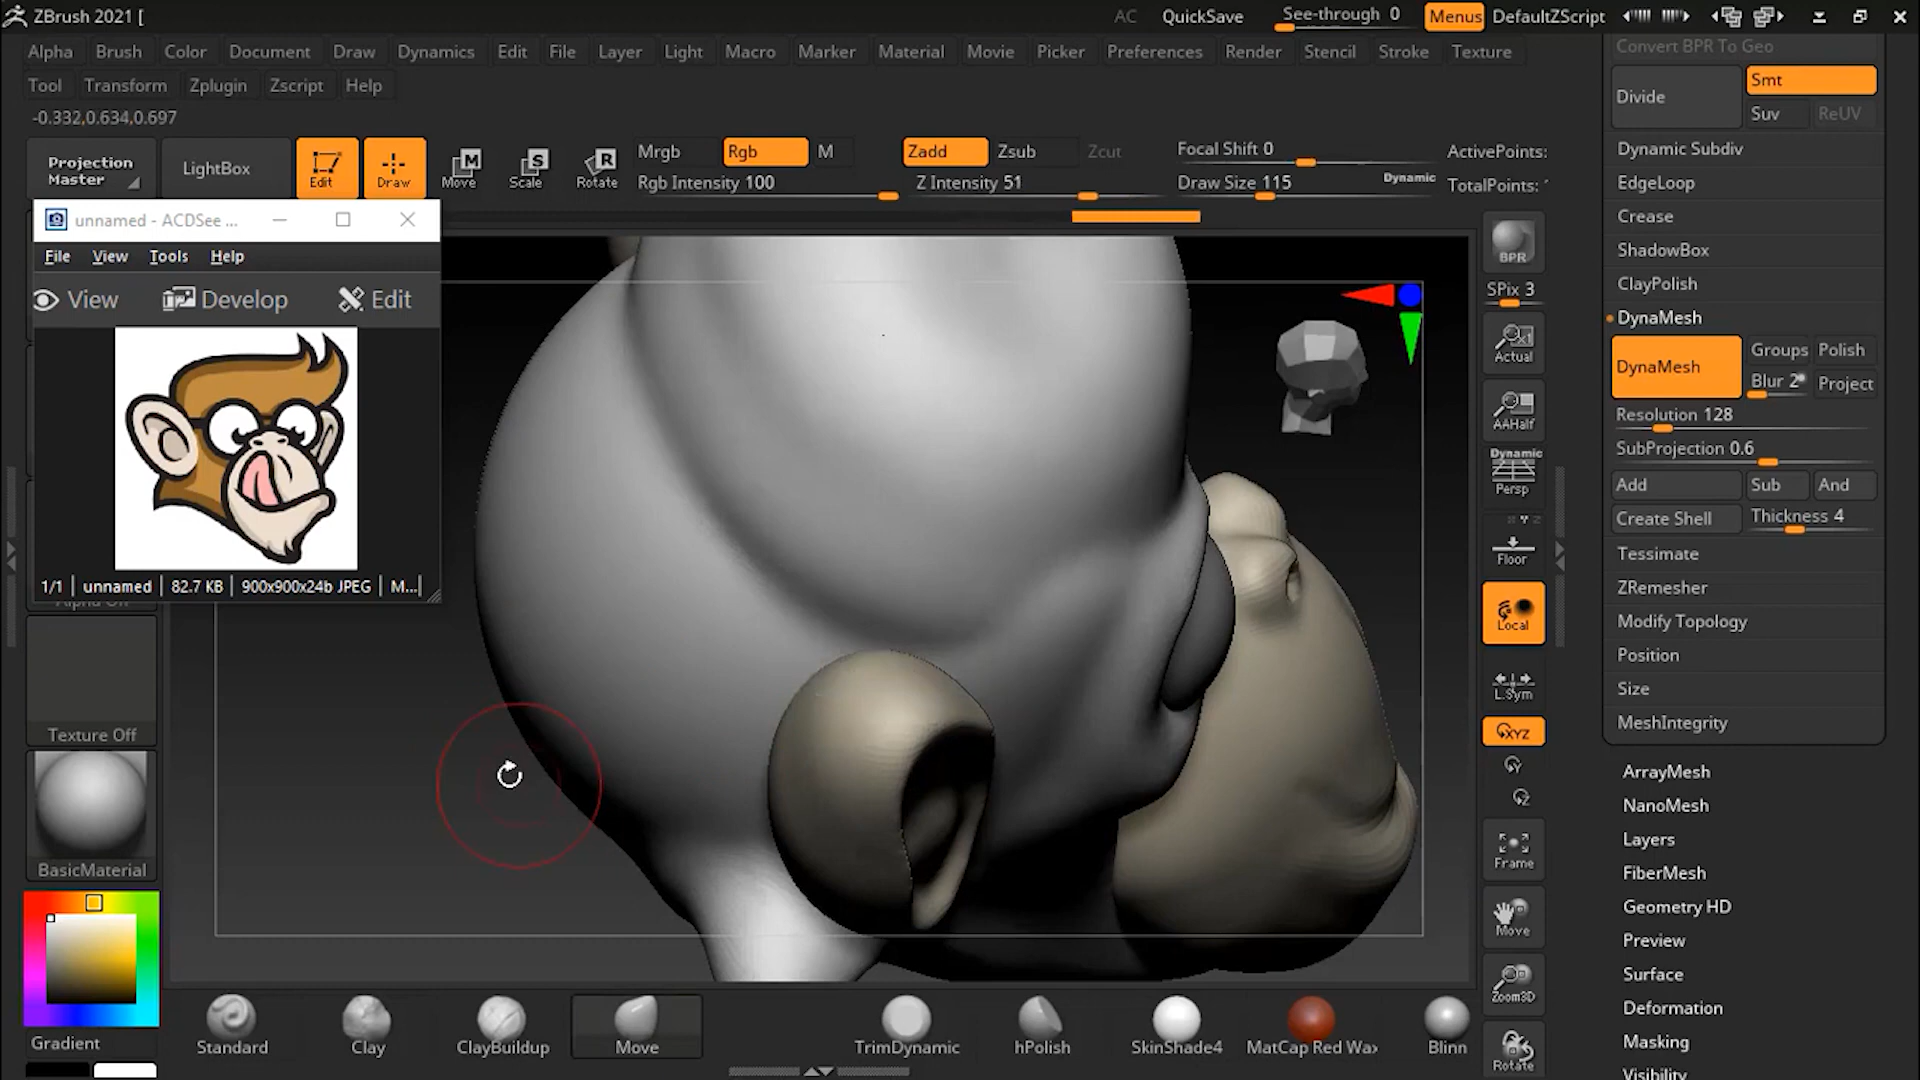 ZBrush 2021 [
AC QuickSave See-through 0 Menus DefaultZScript
Alpha Brush Color Document Draw Dynamics Edit File Layer Light Macro Marker Material Movie Picker Preferences Render Stencil Stroke Texture
Tool Transform Zplugin Zscript Help
-0.332,0.634,0.697
Projection
Master
LightBox
Edit
Draw
M
Move
S
Scale
R
Rotate
Mrgb Rgb M
Rgb Intensity 100
Zadd Zsub Zcut
Z Intensity 51
Focal Shift 0
Draw Size 115
Dynamic
ActivePoints:
TotalPoints:
unnamed - ACDSee ...
File View Tools Help
View Develop Edit
1/1 unnamed 82.7 KB 900x900x24b JPEG M...
Alpha Off
Texture Off
BasicMaterial
Gradient
BPR
SPix 3
Actual
AAHalf
Dynamic
Persp
Floor
Local
L.Sym
XYZ
Y
Z
Frame
Move
Zoom3D
Rotate
Standard Clay ClayBuildup Move TrimDynamic hPolish SkinShade4 MatCap Red Wax Blinn
Convert BPR To Geo
Divide
Smt
Suv ReUV
Dynamic Subdiv
EdgeLoop
Crease
ShadowBox
ClayPolish
DynaMesh
DynaMesh
Groups Polish
Blur 2 Project
Resolution 128
SubProjection 0.6
Add Sub And
Create Shell Thickness 4
Tessimate
ZRemesher
Modify Topology
Position
Size
MeshIntegrity
ArrayMesh
NanoMesh
Layers
FiberMesh
Geometry HD
Preview
Surface
Deformation
Masking
Visibility